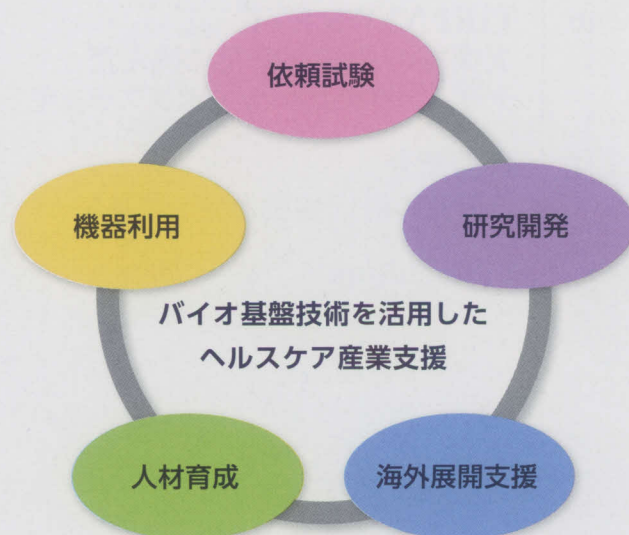 依頼試験
機器利用
研究開発
バイオ基盤技術を活用した
ヘルスケア産業支援
人材育成
海外展開支援